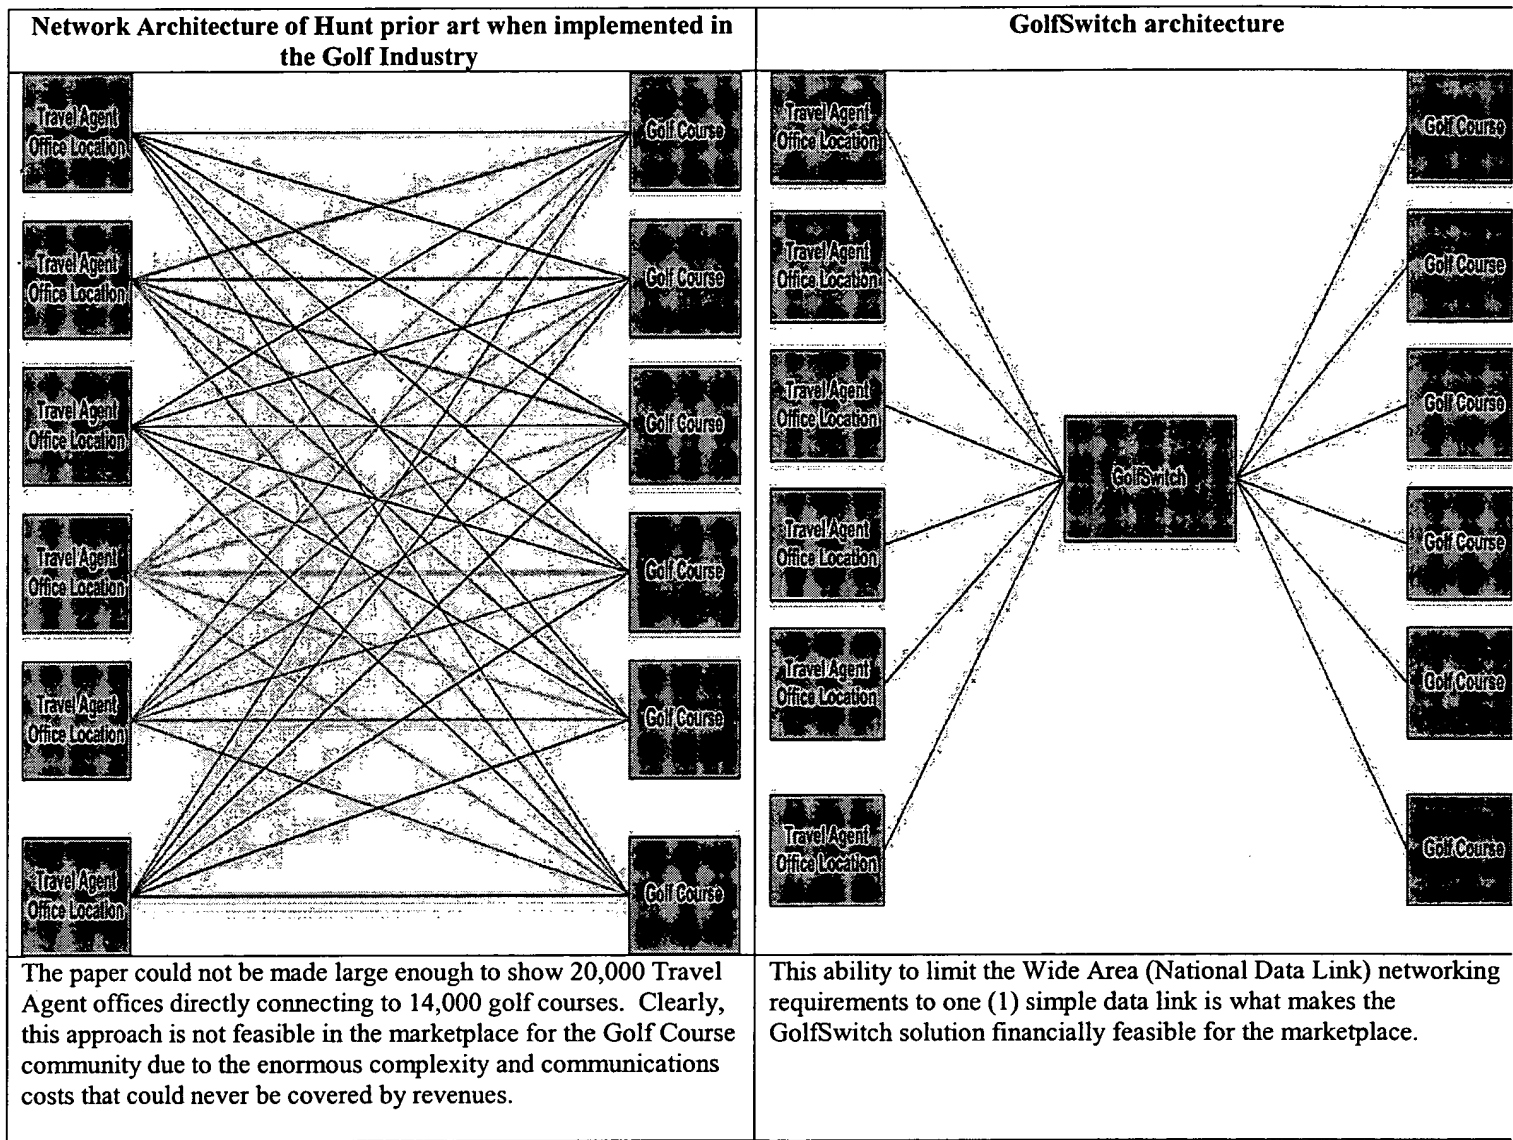 Network Architecture of Hunt prior art when implemented in
the Golf Industry
Travel Agent
Office Location
Travel Agent
Office Location
Travel Agent
Office Location
Travel Agent
Office Location
Travel Agent
Office Location
Travel Agent
Office Location
Golf Course
Golf Course
Golf Course
Golf Course
Golf Course
Golf Course
The paper could not be made large enough to show 20,000 Travel
Agent offices directly connecting to 14,000 golf courses.  Clearly,
this approach is not feasible in the marketplace for the Golf Course
community due to the enormous complexity and communications
costs that could never be covered by revenues.
GolfSwitch architecture
Travel Agent
Office Location
Travel Agent
Office Location
Travel Agent
Office Location
Travel Agent
Office Location
Travel Agent
Office Location
Travel Agent
Office Location
GolfSwitch
Golf Course
Golf Course
Golf Course
Golf Course
Golf Course
Golf Course
This ability to limit the Wide Area (National Data Link) networking
requirements to one (1) simple data link is what makes the
GolfSwitch solution financially feasible for the marketplace.